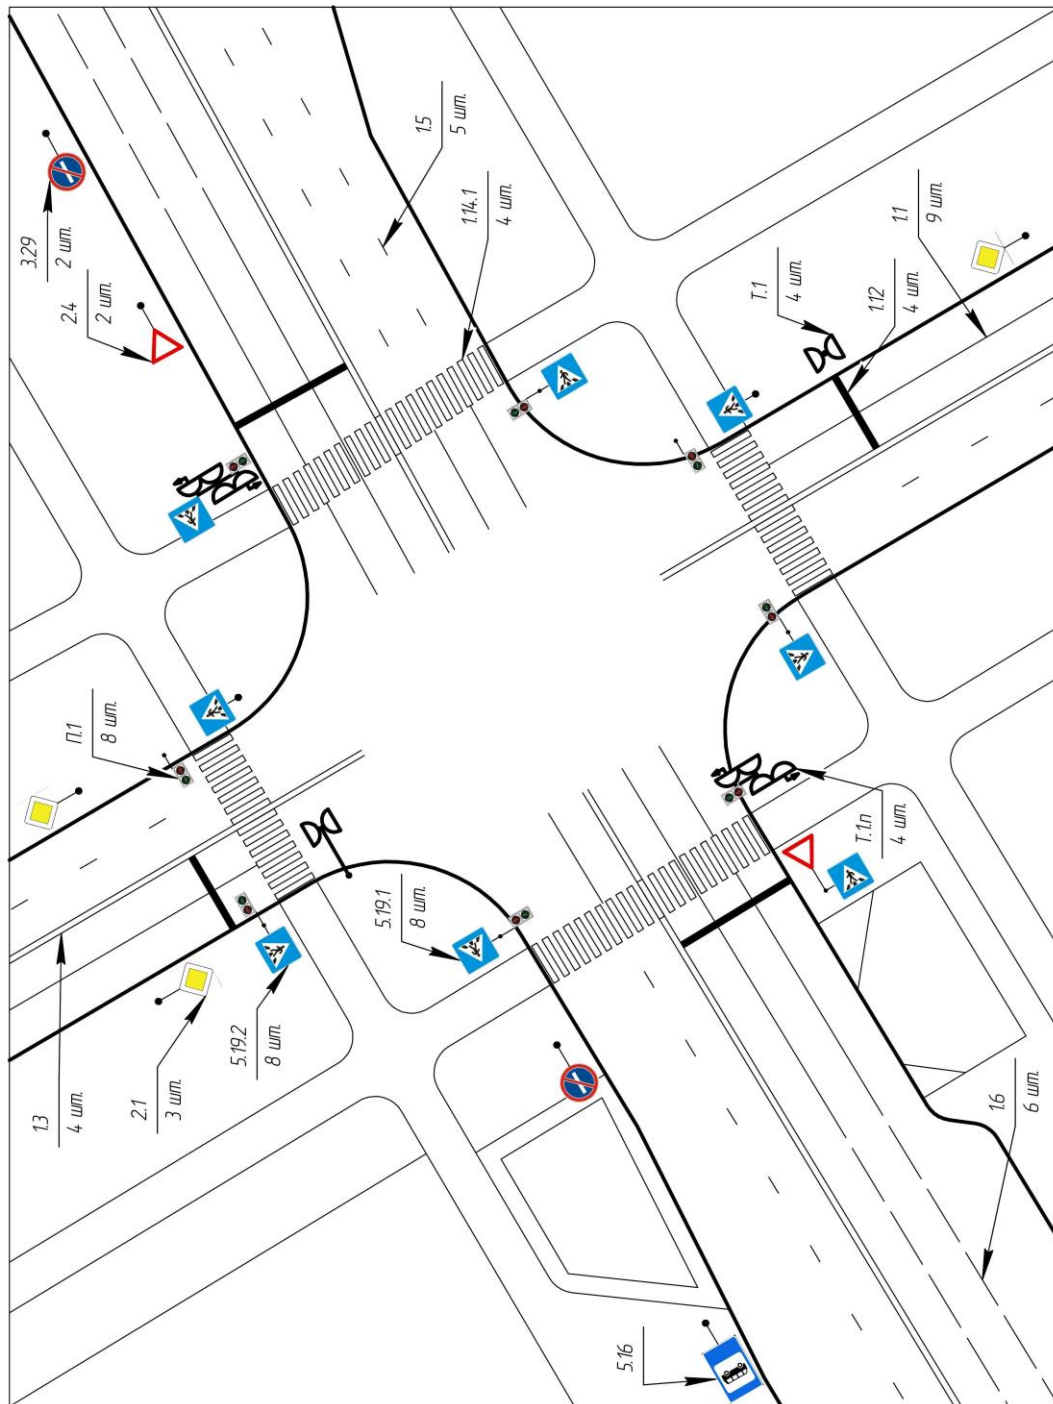 3.29
2 шт.
2.4
2 шт.
1.5
5 шт.
1.14.1
4 шт.
Т.1
4 шт.
1.12
4 шт.
1.1
9 шт.
П.1
8 шт.
5.19.1
8 шт.
Т.1.п
4 шт.
1.3
4 шт.
2.1
3 шт.
5.19.2
8 шт.
1.6
6 шт.
5.16